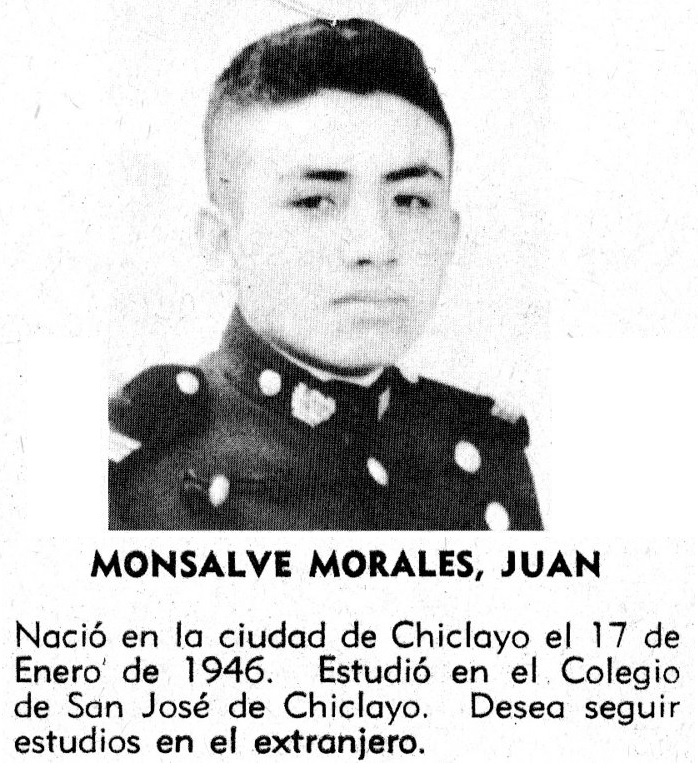 MONSALVE MORALES, JUAN
Nació en la ciudad de Chiclayo el 17 de
Enero de 1946. Estudió en el Colegio
de San José de Chiclayo. Desea seguir
estudios en el extranjero.